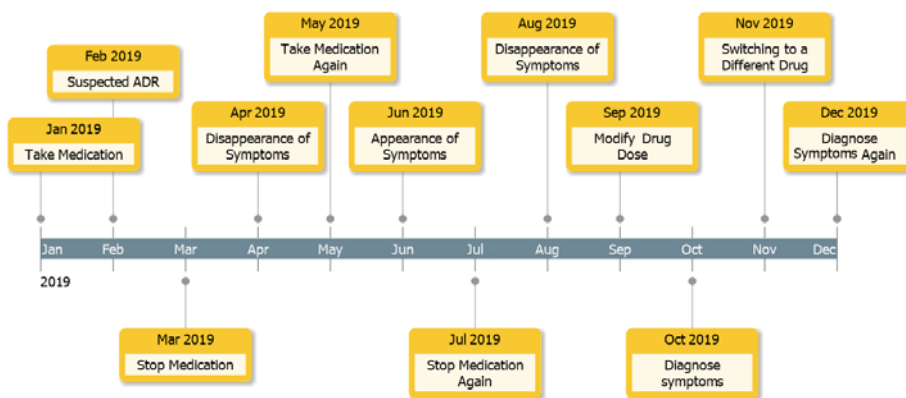 May 2019
Take Medication
Again
Aug 2019
Disappearance of
Symptoms
Nov 2019
Switching to a
Different Drug
Feb 2019
Suspected ADR
Apr 2019
Disappearance of
Symptoms
Jun 2019
Appearance of
Symptoms
Sep 2019
Modify Drug
Dose
Dec 2019
Diagnose
Symptoms Again
Jan 2019
Take Medication
Jan Feb Mar Apr May Jun Jul Aug Sep Oct Nov Dec
2019
Mar 2019
Stop Medication
Jul 2019
Stop Medication
Again
Oct 2019
Diagnose
symptoms